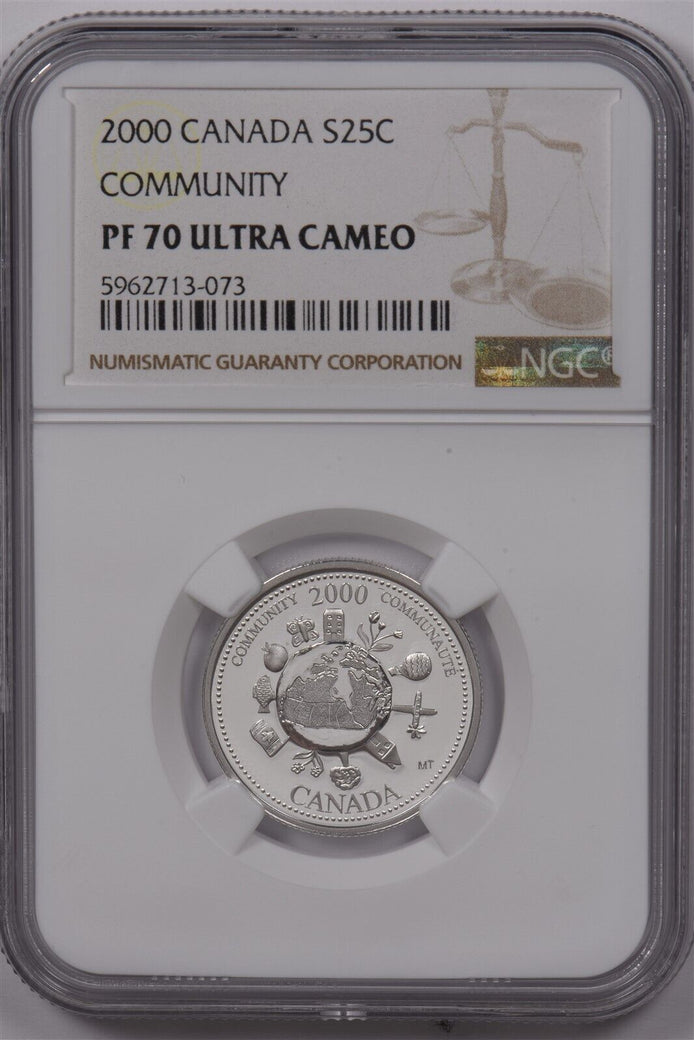 2000 CANADA S25C
COMMUNITY
PF 70 ULTRA CAMEO
5962713-073
NUMISMATIC GUARANTY CORPORATION
NGC®
COMMUNITY 2000 COMMUNAUTÉ
MT
CANADA